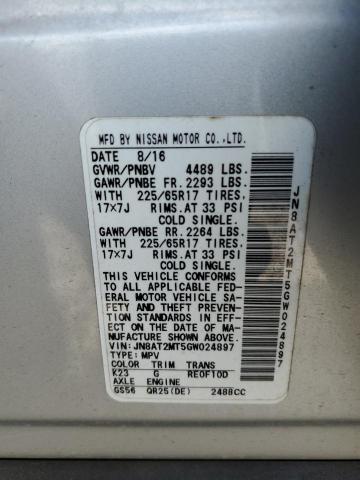 MFD BY NISSAN MOTOR CO.,LTD.
DATE 8/16
GVWR/PNBV 4489 LBS.
GAWR/PNBE FR. 2293 LBS.
WITH 225/65R17 TIRES,
17×7J RIMS.AT 33 PSI
COLD SINGLE.
GAWR/PNBE RR. 2264 LBS.
WITH 225/65R17 TIRES,
17×7J RIMS.AT 33 PSI
COLD SINGLE.
THIS VEHICLE CONFORMS
TO ALL APPLICABLE FED-
ERAL MOTOR VEHICLE SA-
FETY AND THEFT PREVEN-
TION STANDARDS IN EFF-
ECT ON THE DATE OF MA-
NUFACTURE SHOWN ABOVE.
VIN:JN8AT2MT5GW024897
TYPE:MPV
COLOR TRIM TRANS
K23 G RE0F10D
AXLE ENGINE
GS56 QR25(DE) 2488CC
JN8AT2MT5GW024897